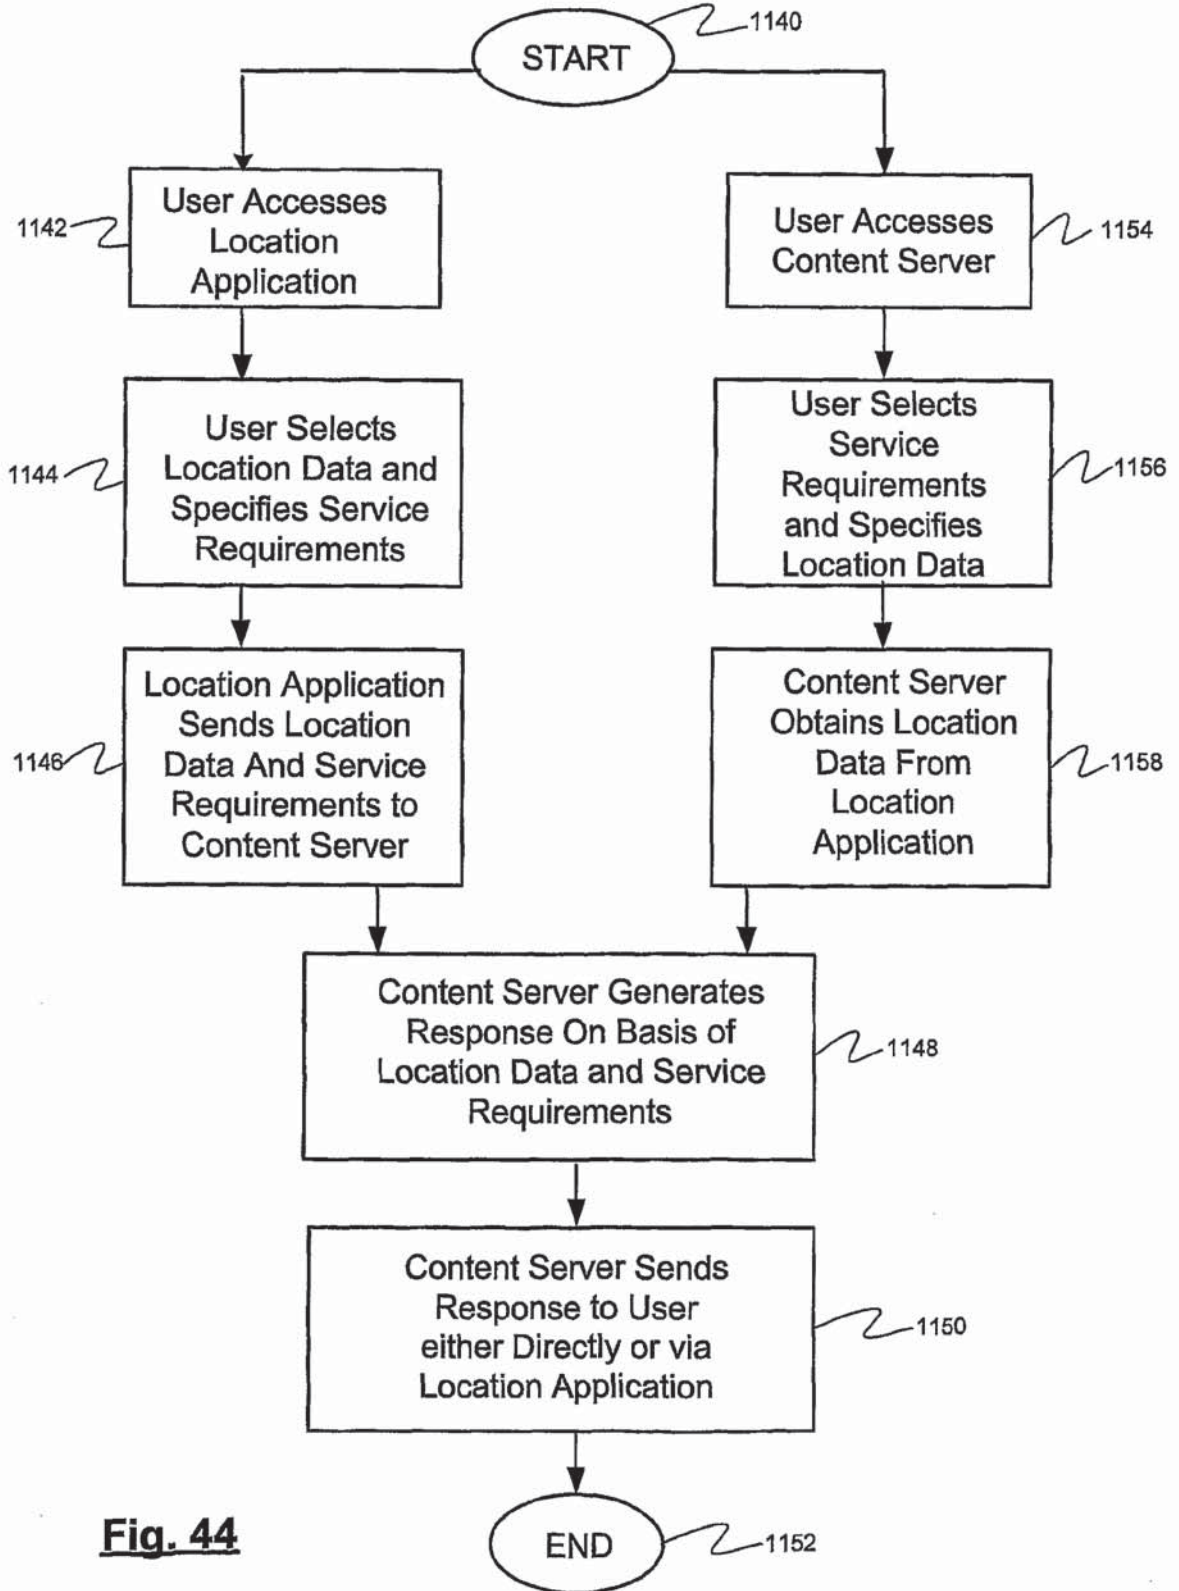 1140
START
User Accesses
Location
Application
1142
User Accesses
Content Server
1154
User Selects
Location Data and
Specifies Service
Requirements
1144
User Selects
Service
Requirements
and Specifies
Location Data
1156
Location Application
Sends Location
Data And Service
Requirements to
Content Server
1146
Content Server
Obtains Location
Data From
Location
Application
1158
Content Server Generates
Response On Basis of
Location Data and Service
Requirements
1148
Content Server Sends
Response to User
either Directly or via
Location Application
1150
Fig. 44
END
1152